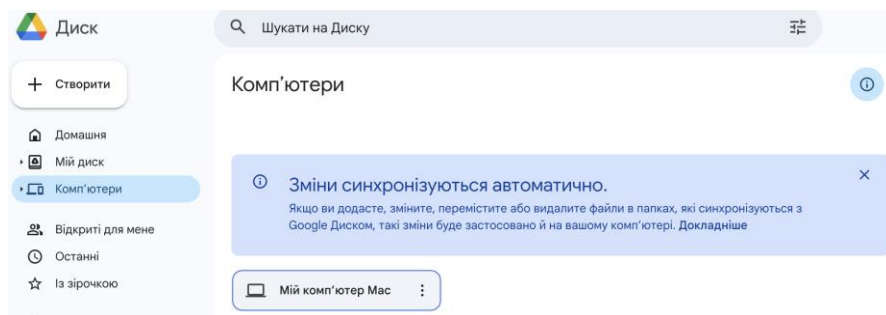 Диск
Шукати на Диску
Створити
Комп'ютери
Домашня
Мій диск
Комп'ютери
Зміни синхронізуються автоматично.
Якщо ви додасте, зміните, перемістите або видалите файли в папках, які синхронізуються з
Google Диском, такі зміни буде застосовано й на вашому комп'ютері. Докладніше
Відкриті для мене
Останні
Із зірочкою
Мій комп'ютер Mac